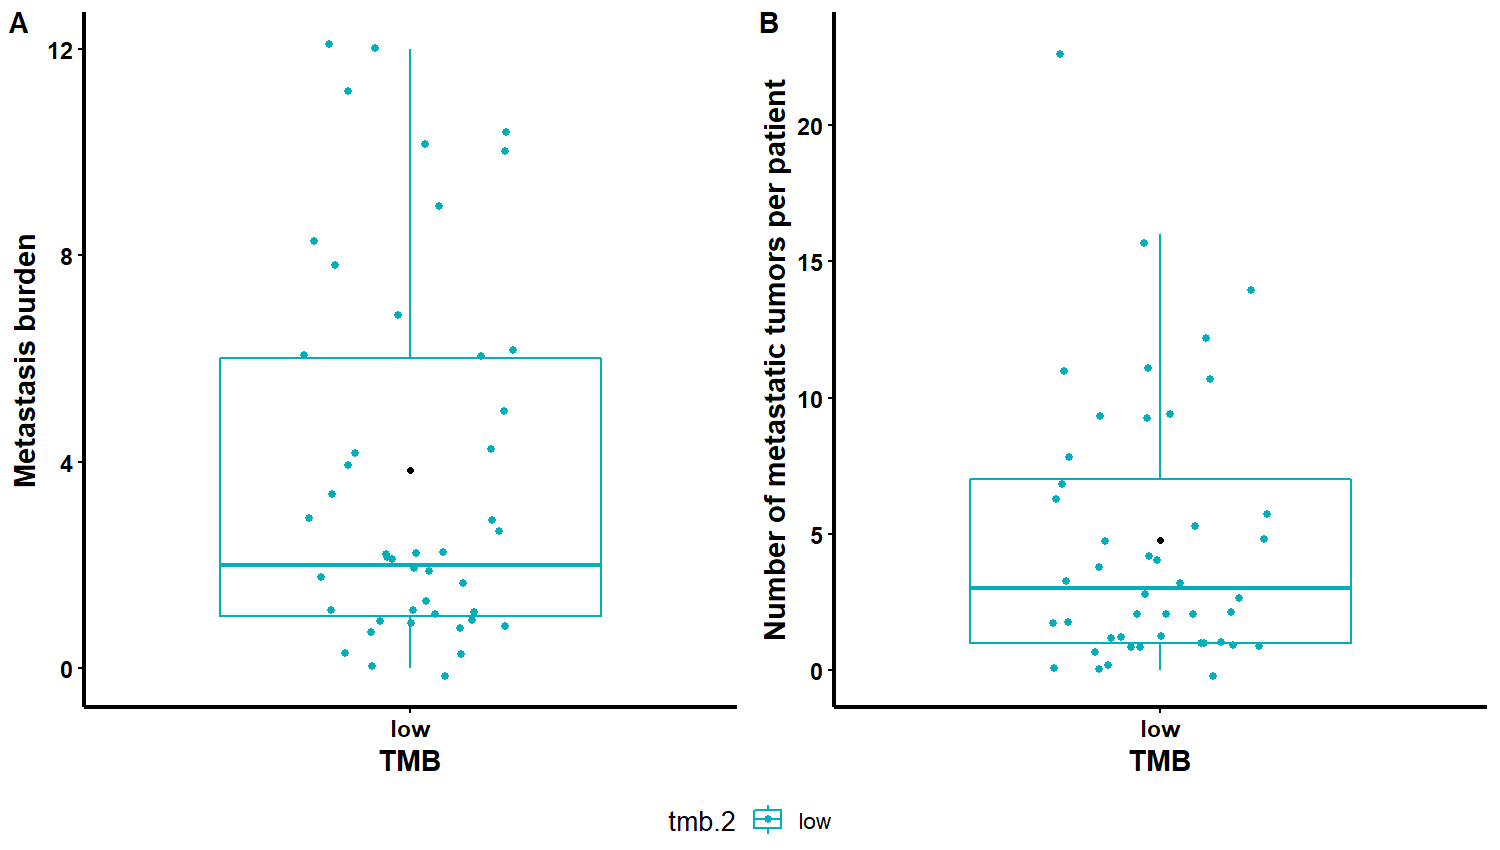 A
Metastasis burden
12
8
4
0
low
TMB
B
Number of metastatic tumors per patient
20
15
10
5
0
low
TMB
tmb.2 low